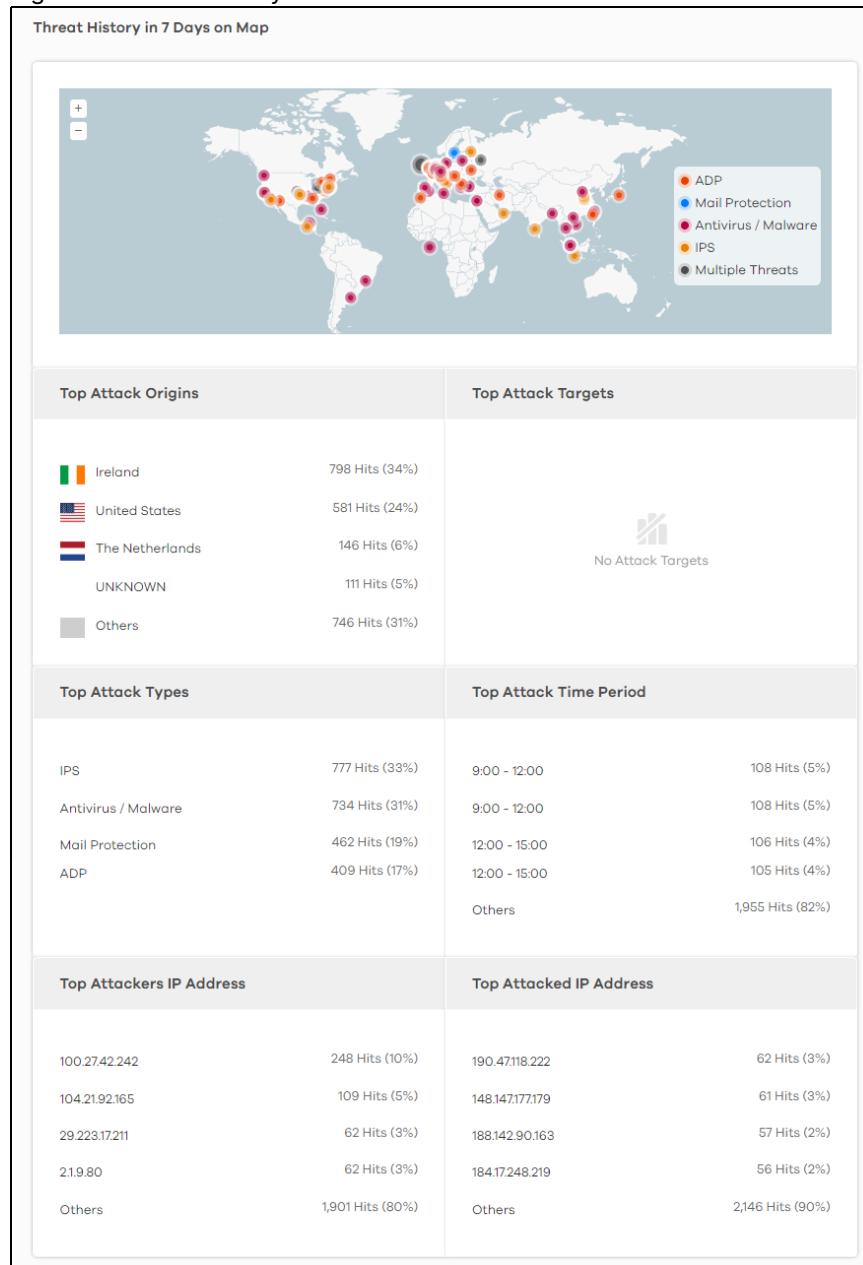 Threat History in 7 Days on Map
+
−
ADP
Mail Protection
Antivirus / Malware
IPS
Multiple Threats
Top Attack Origins
Ireland 798 Hits (34%)
United States 581 Hits (24%)
The Netherlands 146 Hits (6%)
UNKNOWN 111 Hits (5%)
Others 746 Hits (31%)
Top Attack Targets
No Attack Targets
Top Attack Types
IPS 777 Hits (33%)
Antivirus / Malware 734 Hits (31%)
Mail Protection 462 Hits (19%)
ADP 409 Hits (17%)
Top Attack Time Period
9:00 - 12:00 108 Hits (5%)
9:00 - 12:00 108 Hits (5%)
12:00 - 15:00 106 Hits (4%)
12:00 - 15:00 105 Hits (4%)
Others 1,955 Hits (82%)
Top Attackers IP Address
100.27.42.242 248 Hits (10%)
104.21.92.165 109 Hits (5%)
29.223.17.211 62 Hits (3%)
2.1.9.80 62 Hits (3%)
Others 1,901 Hits (80%)
Top Attacked IP Address
190.47.118.222 62 Hits (3%)
148.147.177.179 61 Hits (3%)
188.142.90.163 57 Hits (2%)
184.17.248.219 56 Hits (2%)
Others 2,146 Hits (90%)